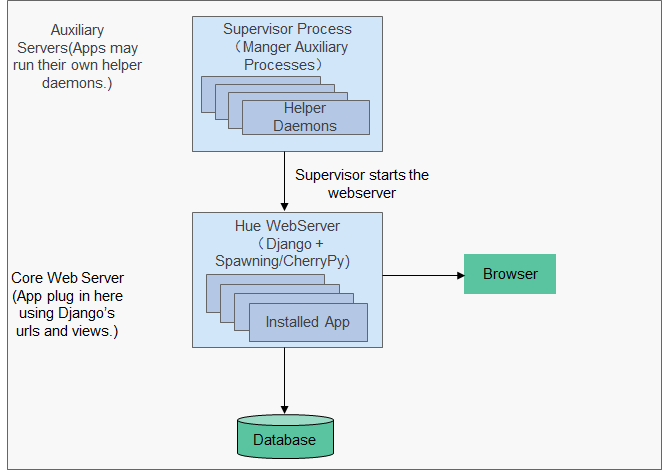 Auxiliary
Servers(Apps may
run their own helper
daemons.)
Supervisor Process
（Manger Auxiliary
Processes）
Helper
Daemons
Supervisor starts the
webserver
Hue WebServer
（Django +
Spawning/CherryPy)
Installed App
Core Web Server
(App plug in here
using Django's
urls and views.)
Browser
Database